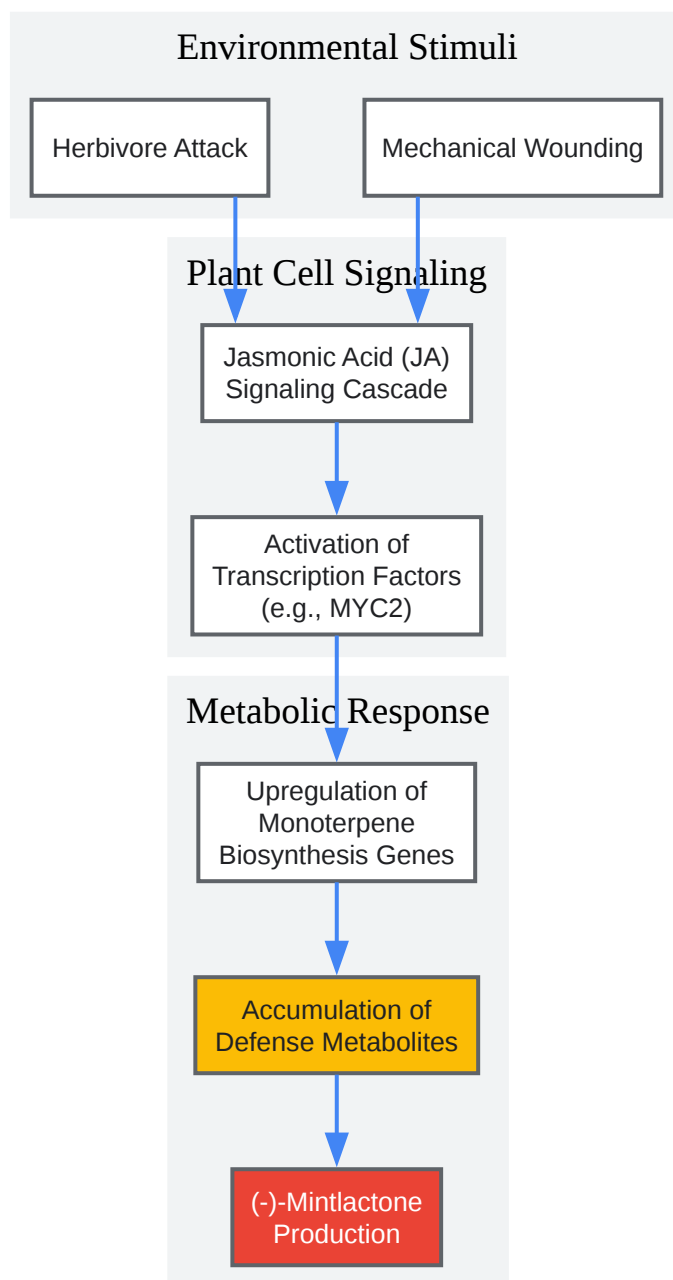 Environmental Stimuli
Herbivore Attack
Mechanical Wounding
Plant Cell Signaling
Jasmonic Acid (JA)
Signaling Cascade
Activation of
Transcription Factors
(e.g., MYC2)
Metabolic Response
Upregulation of
Monoterpene
Biosynthesis Genes
Accumulation of
Defense Metabolites
(-)-Mintlactone
Production